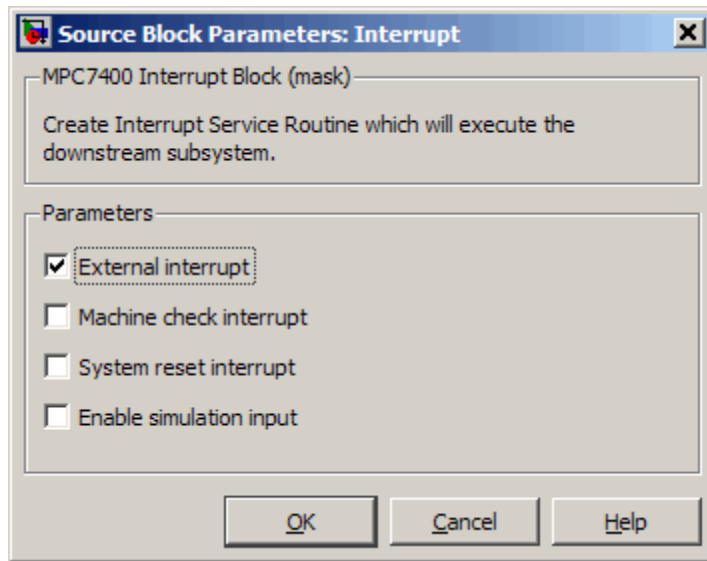 Source Block Parameters: Interrupt
MPC7400 Interrupt Block (mask)
Create Interrupt Service Routine which will execute the
downstream subsystem.
Parameters
External interrupt
Machine check interrupt
System reset interrupt
Enable simulation input
OK Cancel Help